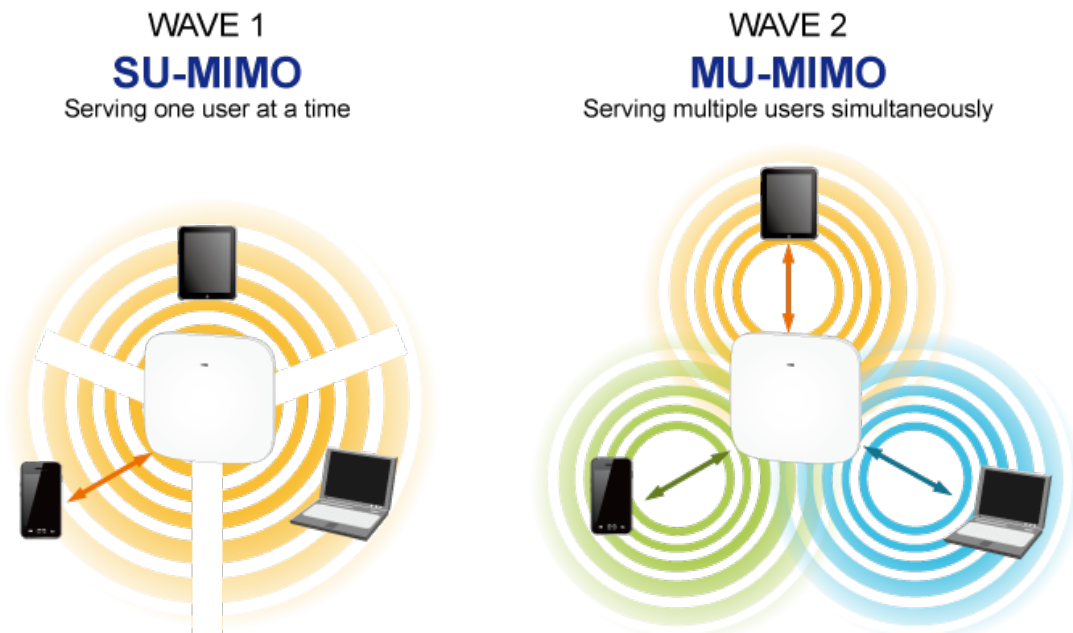 WAVE 1
SU-MIMO
Serving one user at a time
WAVE 2
MU-MIMO
Serving multiple users simultaneously